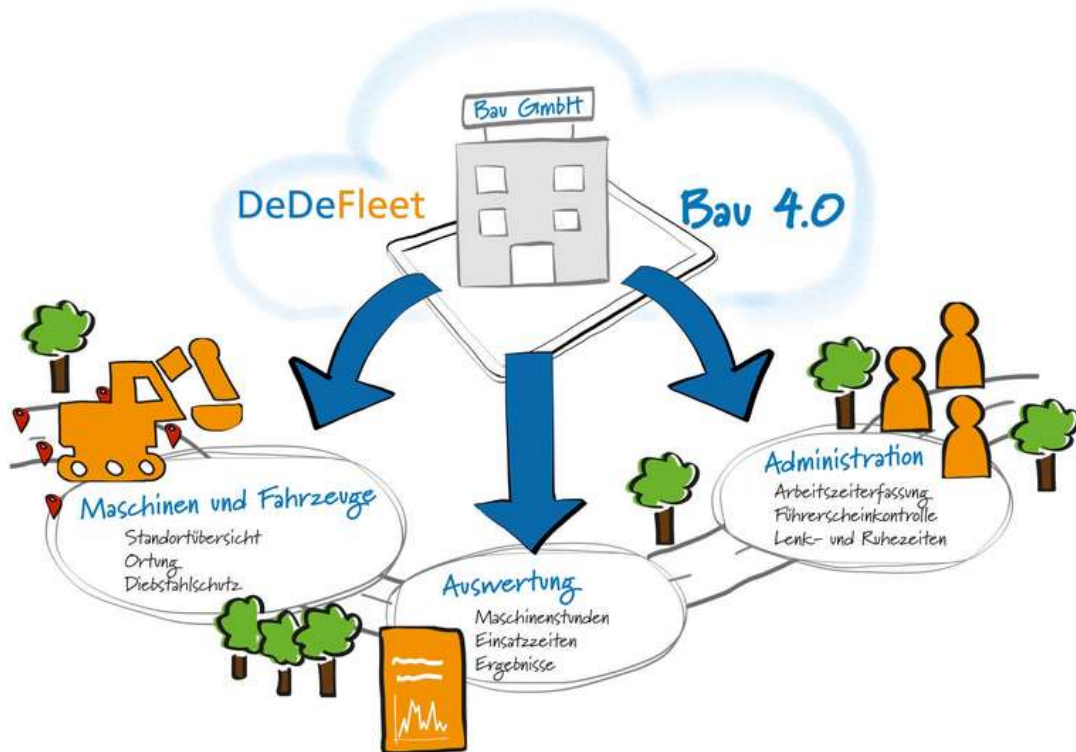 Bau GmbH
DeDeFleet
Bau 4.0
Maschinen und Fahrzeuge
Standortübersicht
Ortung
Diebstahlschutz
Auswertung
Maschinenstunden
Einsatzzeiten
Ergebnisse
Administration
Arbeitszeiterfassung
Führerscheinkontrolle
Lenk- und Ruhezeiten